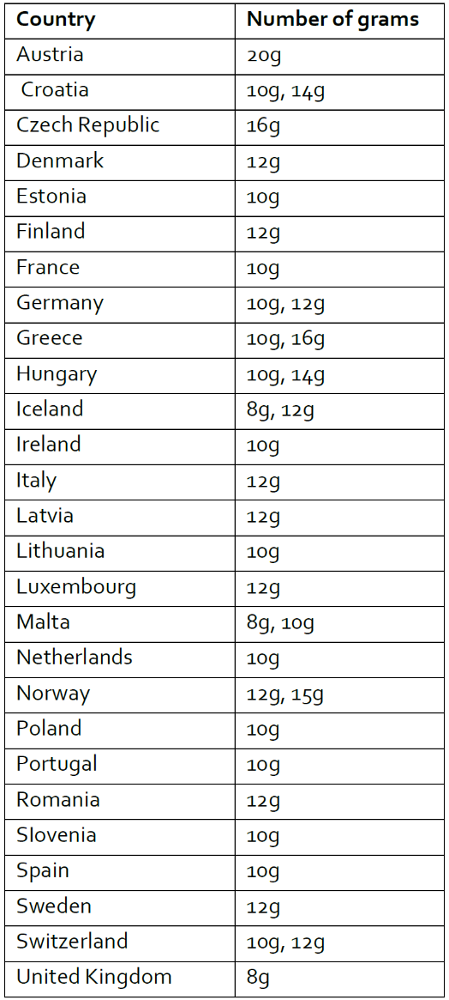 Country Number of grams
Austria 20g
Croatia 10g, 14g
Czech Republic 16g
Denmark 12g
Estonia 10g
Finland 12g
France 10g
Germany 10g, 12g
Greece 10g, 16g
Hungary 10g, 14g
Iceland 8g, 12g
Ireland 10g
Italy 12g
Latvia 12g
Lithuania 10g
Luxembourg 12g
Malta 8g, 10g
Netherlands 10g
Norway 12g, 15g
Poland 10g
Portugal 10g
Romania 12g
Slovenia 10g
Spain 10g
Sweden 12g
Switzerland 10g, 12g
United Kingdom 8g